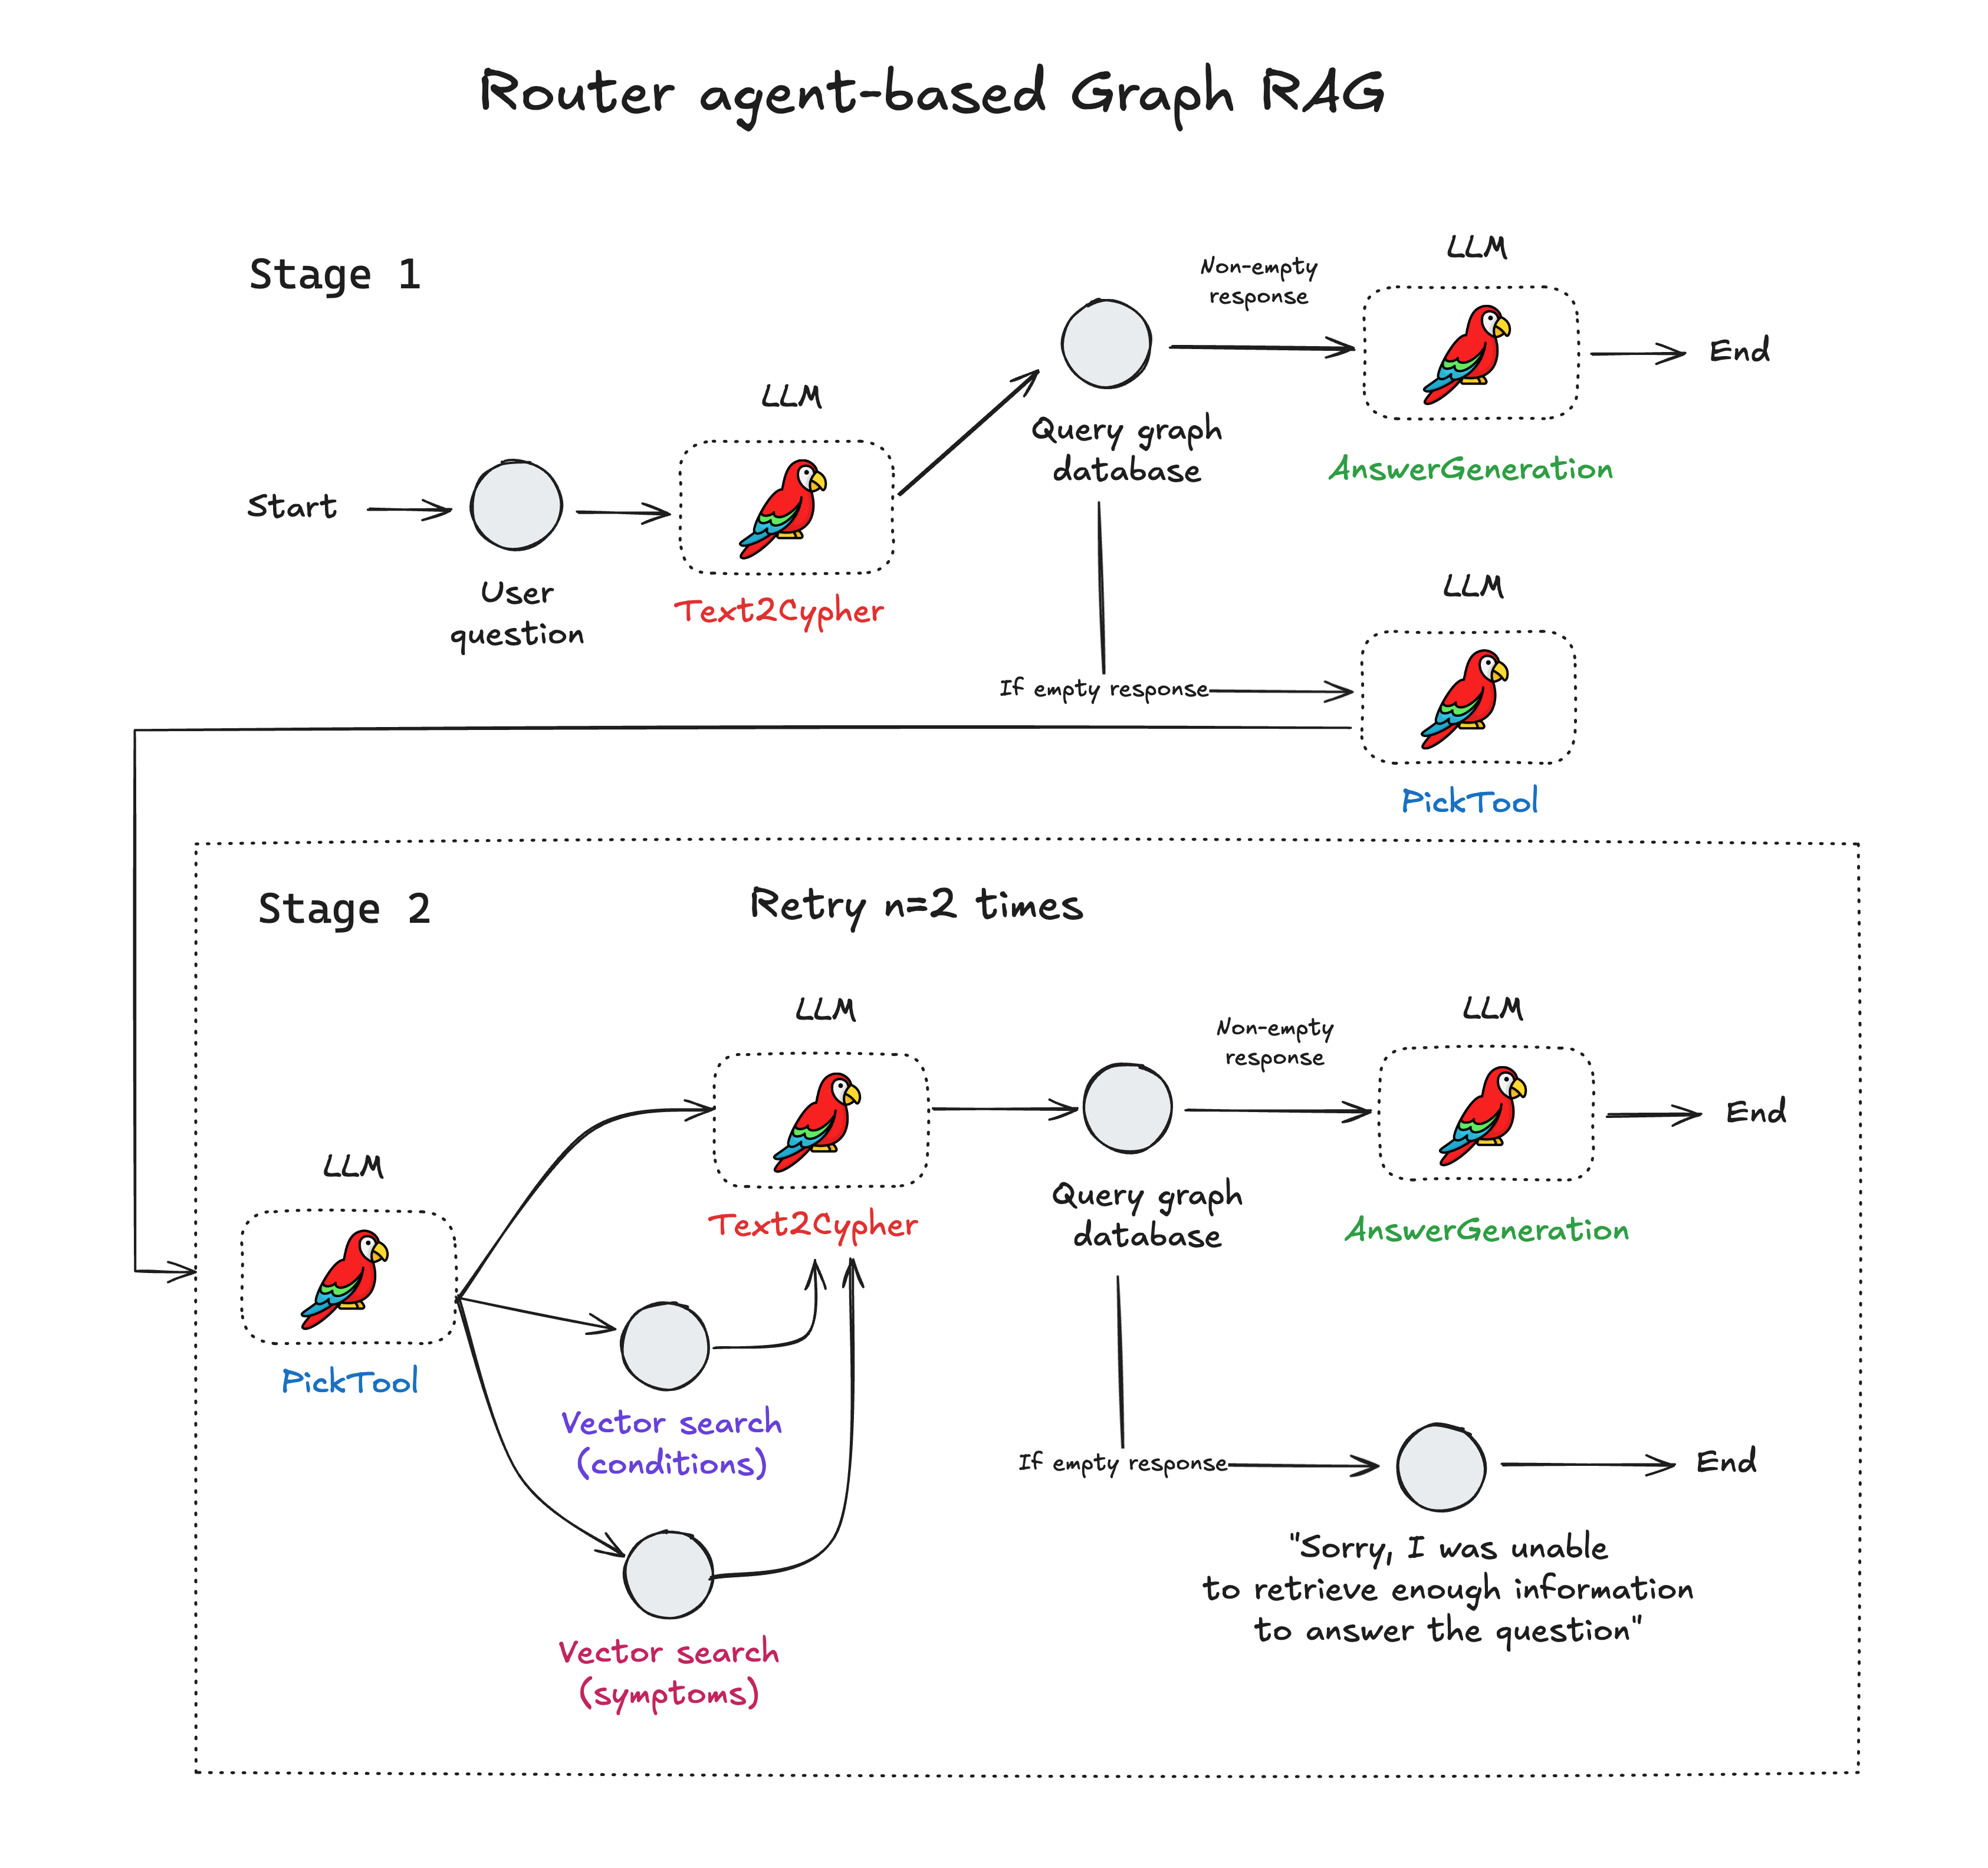 Router agent-based Graph RAG
Stage 1
Start
User
question
LLM
Text2Cypher
Query graph
database
Non-empty
response
LLM
AnswerGeneration
End
If empty response
LLM
PickTool
Stage 2
Retry n=2 times
LLM
PickTool
LLM
Text2Cypher
Vector search
(conditions)
Vector search
(symptoms)
Query graph
database
Non-empty
response
LLM
AnswerGeneration
End
If empty response
"Sorry, I was unable
to retrieve enough information
to answer the question"
End